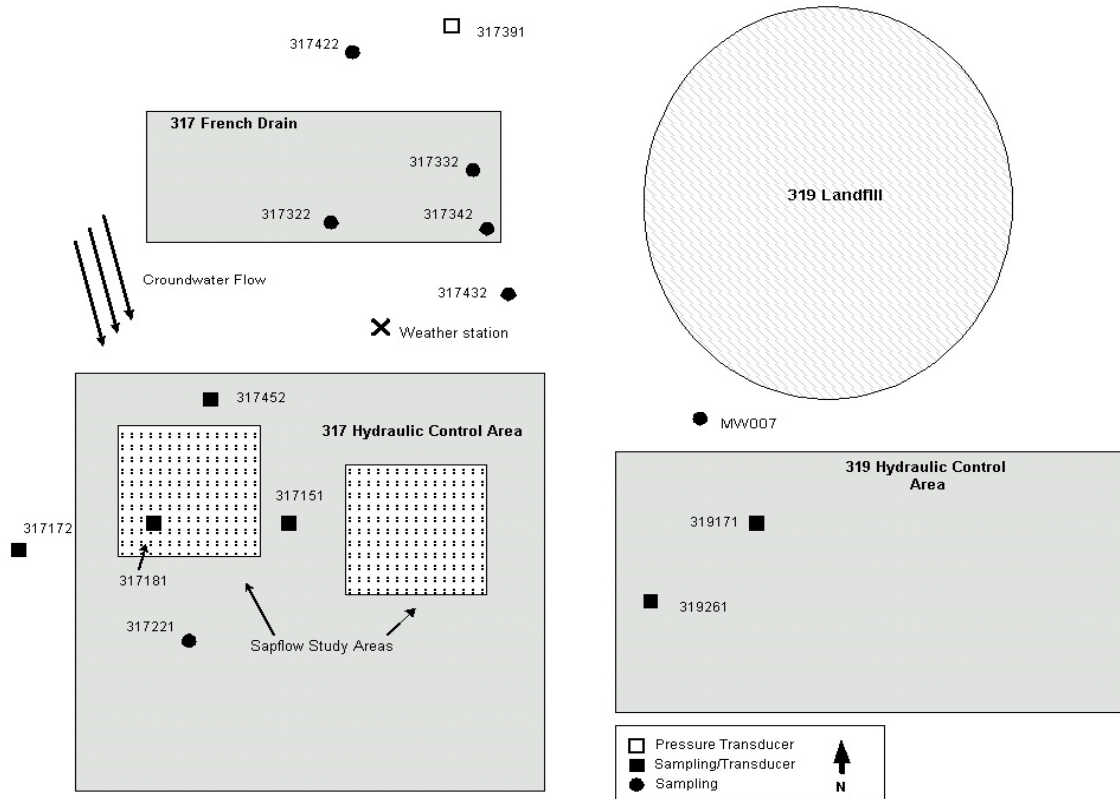 317391
317422
317 French Drain
317332
317322
317342
319 Landfill
Groundwater Flow
317432
Weather station
317452
317 Hydraulic Control Area
MW007
317151
317172
317181
317221
Sapflow Study Areas
319 Hydraulic Control
Area
319171
319261
Pressure Transducer
Sampling/Transducer
Sampling
N